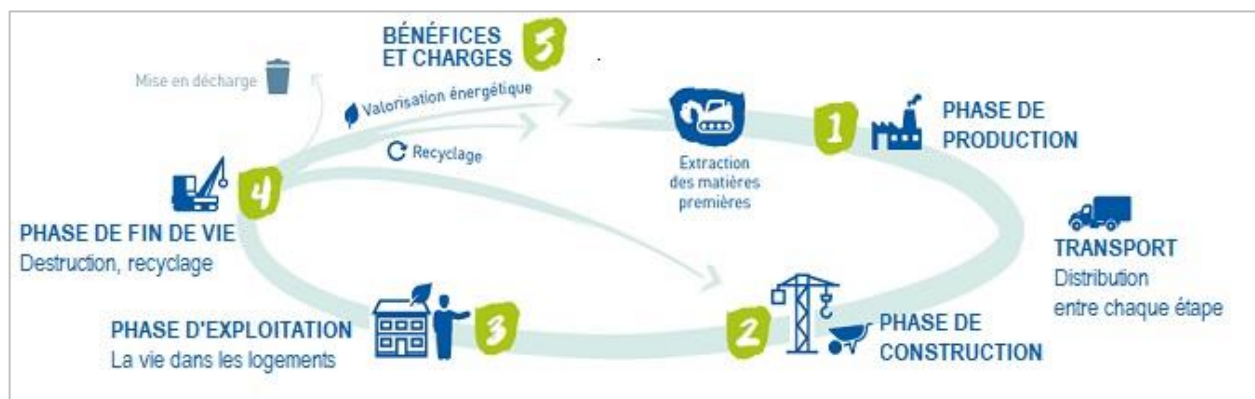 BÉNÉFICES
ET CHARGES
5
Mise en décharge
Valorisation énergétique
Recyclage
Extraction
des matières
premières
1
PHASE DE
PRODUCTION
4
PHASE DE FIN DE VIE
Destruction, recyclage
TRANSPORT
Distribution
entre chaque étape
PHASE D'EXPLOITATION
La vie dans les logements
3
2
PHASE DE
CONSTRUCTION